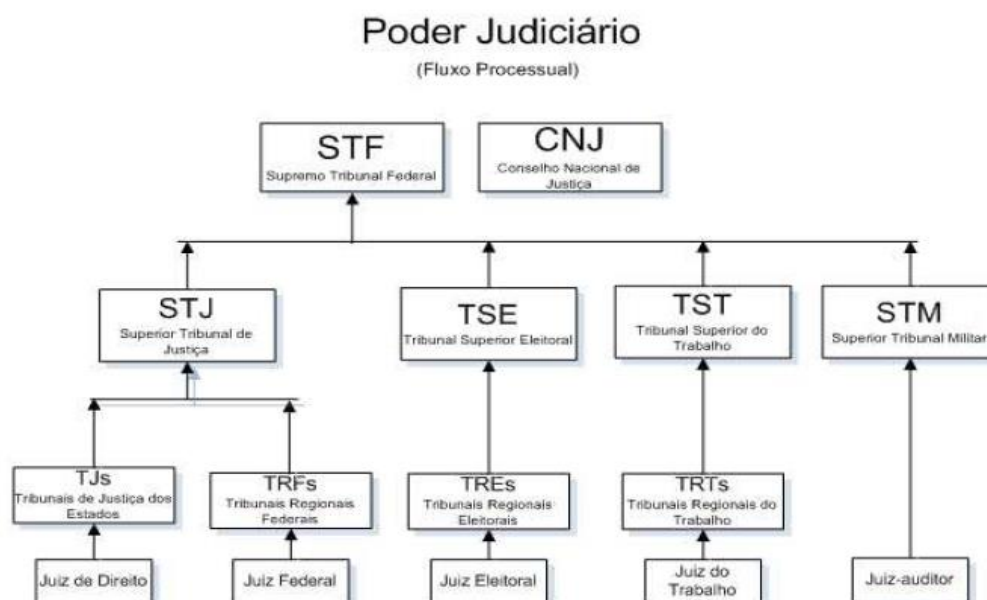 Poder Judiciário
(Fluxo Processual)
STF
Supremo Tribunal Federal
CNJ
Conselho Nacional de
Justiça
STJ
Superior Tribunal de
Justiça
TSE
Tribunal Superior Eleitoral
TST
Tribunal Superior do
Trabalho
STM
Superior Tribunal Militar
TJs
Tribunais de Justiça dos
Estados
TRFs
Tribunais Regionais
Federais
TREs
Tribunais Regionais
Eleitorais
TRTs
Tribunais Regionais do
Trabalho
Juiz de Direito
Juiz Federal
Juiz Eleitoral
Juiz do
Trabalho
Juiz-auditor